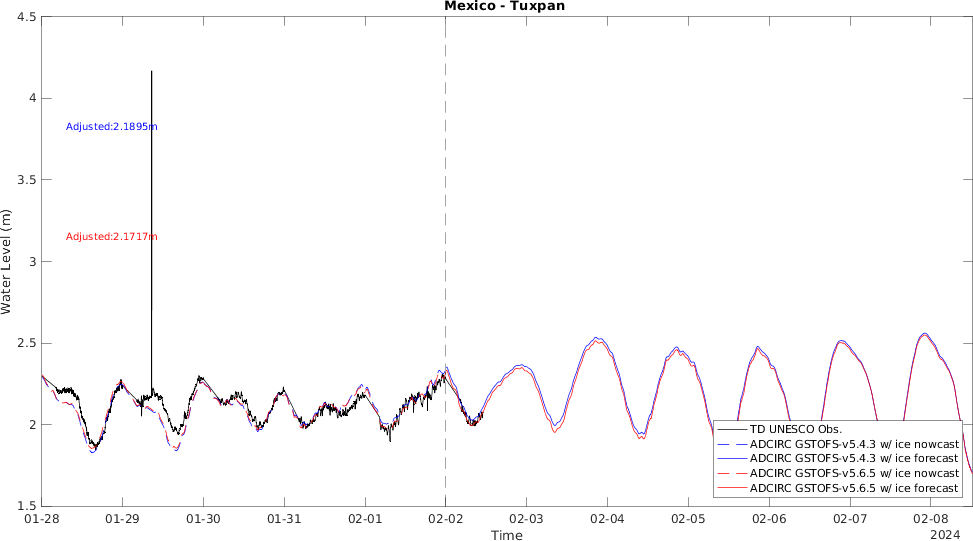 Mexico - Tuxpan
4.5
4
3.5
3
2.5
2
1.5
Water Level (m)
Adjusted:2.1895m
Adjusted:2.1717m
TD UNESCO Obs.
ADCIRC GSTOFS-v5.4.3 w/ ice nowcast
ADCIRC GSTOFS-v5.4.3 w/ ice forecast
ADCIRC GSTOFS-v5.6.5 w/ ice nowcast
ADCIRC GSTOFS-v5.6.5 w/ ice forecast
01-28 01-29 01-30 01-31 02-01 02-02 02-03 02-04 02-05 02-06 02-07 02-08
2024
Time